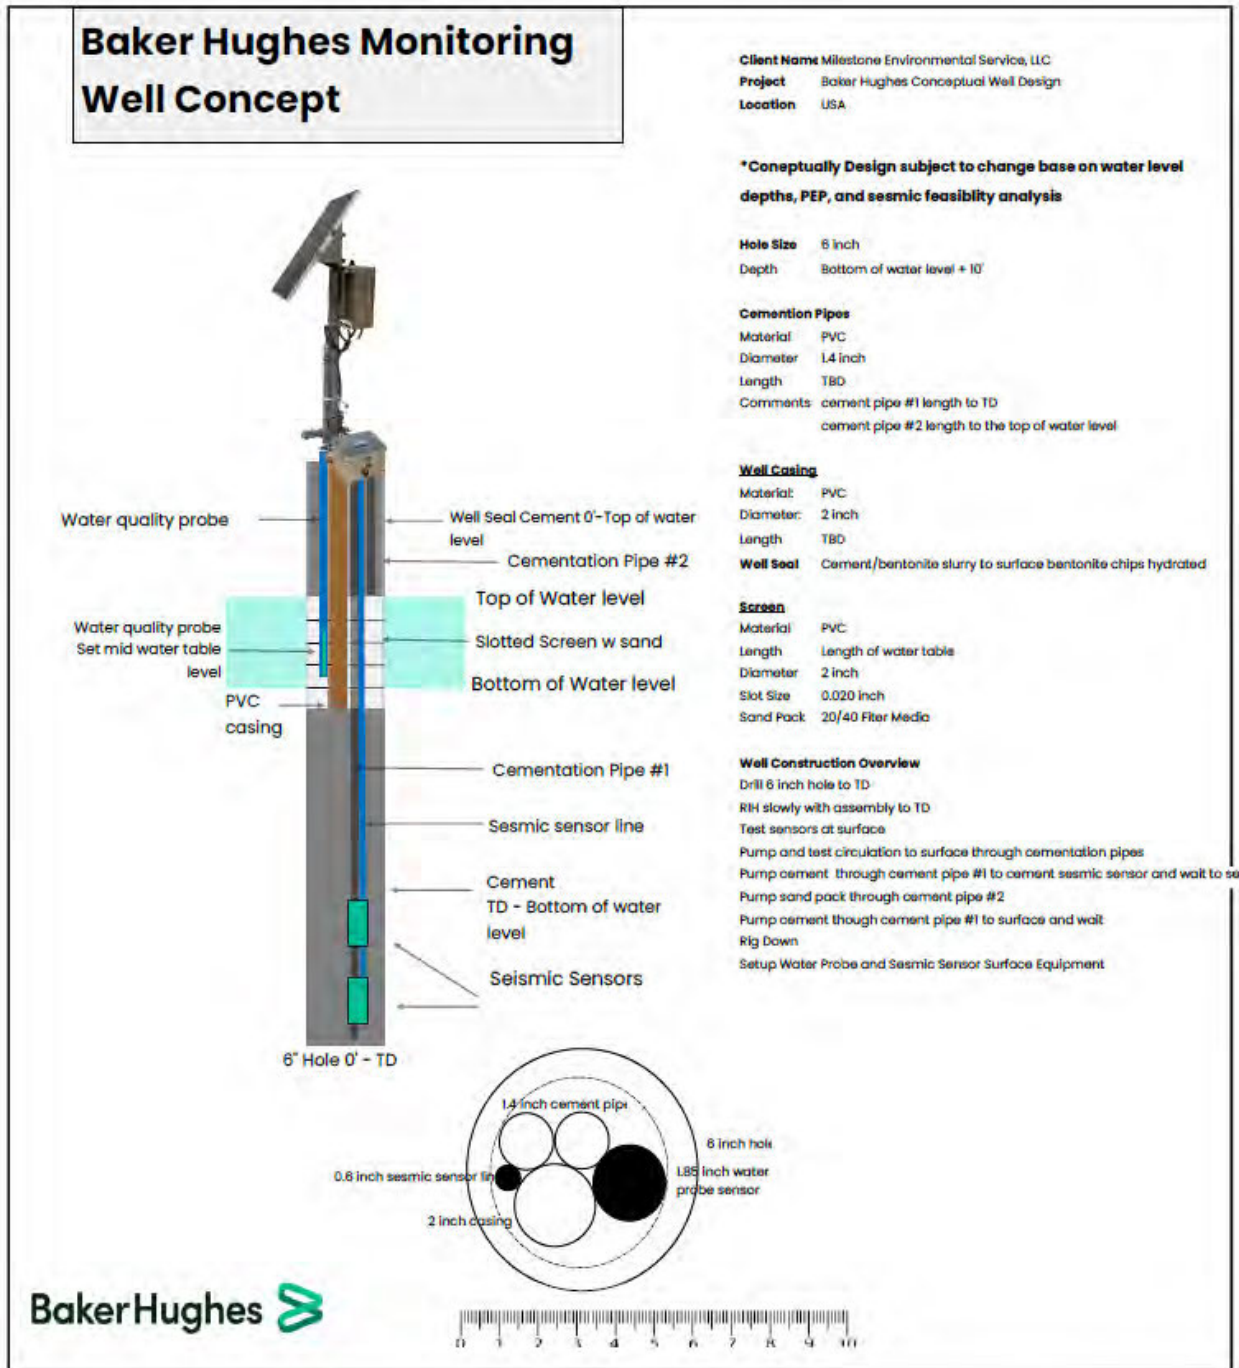 Baker Hughes Monitoring
Well Concept
Client Name Milestone Environmental Service, LLC
Project Baker Hughes Conceptual Well Design
Location USA
*Coneptually Design subject to change base on water level
depths, PEP, and sesmic feasiblity analysis
Hole Size 6 inch
Depth Bottom of water level + 10'
Cemention Pipes
Material PVC
Diameter 1.4 inch
Length TBD
Comments cement pipe #1 length to TD
cement pipe #2 length to the top of water level
Well Casing
Material: PVC
Diameter: 2 inch
Length TBD
Well Seal Cement/bentonite slurry to surface bentonite chips hydrated
Screen
Material PVC
Length Length of water table
Diameter 2 inch
Slot Size 0.020 inch
Sand Pack 20/40 Filter Media
Well Construction Overview
Drill 6 inch hole to TD
RIH slowly with assembly to TD
Test sensors at surface
Pump and test circulation to surface through cementation pipes
Pump cement through cement pipe #1 to cement sesmic sensor and wait to se
Pump sand pack through cement pipe #2
Pump cement though cement pipe #1 to surface and wait
Rig Down
Setup Water Probe and Sesmic Sensor Surface Equipment
Water quality probe
Well Seal Cement 0'-Top of water
level
Cementation Pipe #2
Top of Water level
Water quality probe
Set mid water table
level
Slotted Screen w sand
Bottom of Water level
PVC
casing
Cementation Pipe #1
Sesmic sensor line
Cement
TD - Bottom of water
level
Seismic Sensors
6" Hole 0' - TD
1.4 inch cement pipe
6 inch hole
0.6 inch sesmic sensor lin
1.85 inch water
probe sensor
2 inch casing
Baker Hughes
0 1 2 3 4 5 6 7 8 9 10